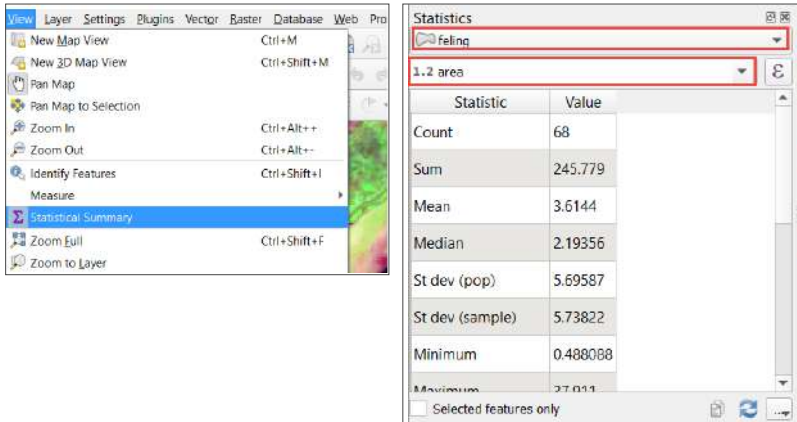 View Layer Settings Plugins Vector Raster Database Web Pro
New Map View Ctrl+M
New 3D Map View Ctrl+Shift+M
Pan Map
Pan Map to Selection
Zoom In Ctrl+Alt++
Zoom Out Ctrl+Alt+-
Identify Features Ctrl+Shift+I
Measure
Σ Statistical Summary
Zoom Full Ctrl+Shift+F
Zoom to Layer
Statistics
feling
1.2 area ε
Statistic Value
Count 68
Sum 245.779
Mean 3.6144
Median 2.19356
St dev (pop) 5.69587
St dev (sample) 5.73822
Minimum 0.488088
Maximum 37.911
Selected features only
...